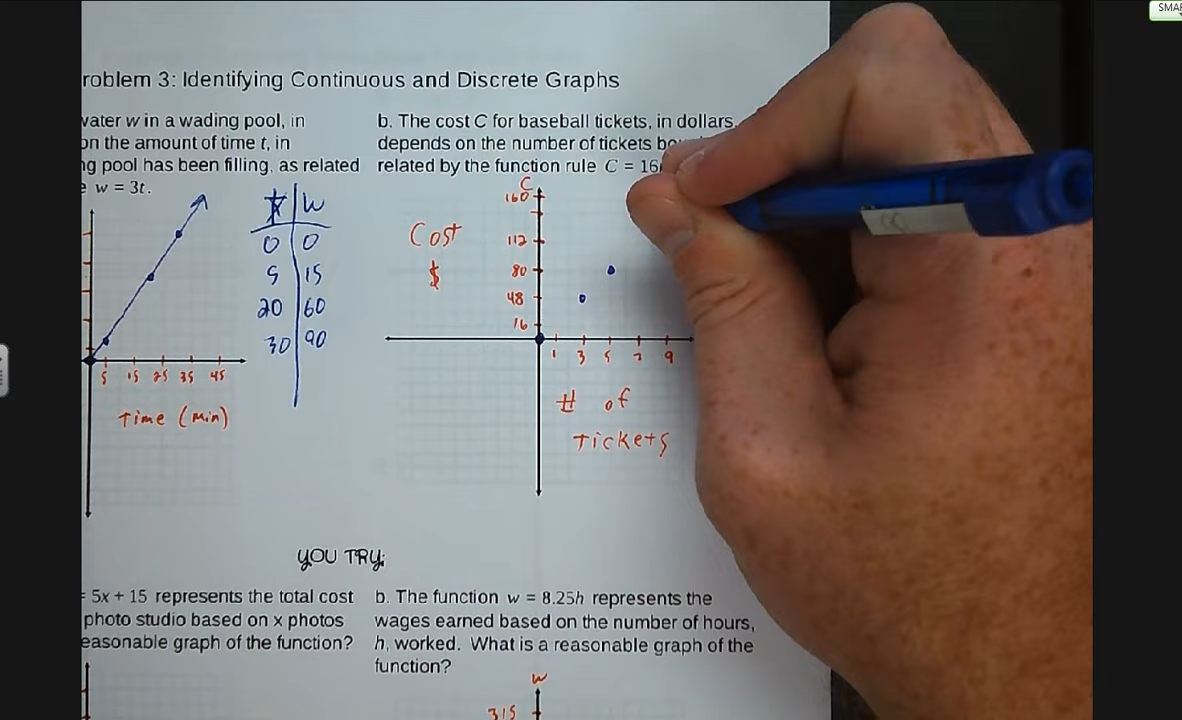 roblem 3: Identifying Continuous and Discrete Graphs
vater w in a wading pool, in
on the amount of time t, in
ng pool has been filling, as related
w = 3t.
t w
0 0
5 15
20 60
30 90
5 15 25 35 45
Time (min)
b. The cost C for baseball tickets, in dollars,
depends on the number of tickets
related by the function rule C = 16
C
160
112
80
48
16
Cost
$
1 3 5 7 9
# of
Tickets
YOU TRY:
= 5x + 15 represents the total cost
photo studio based on x photos
easonable graph of the function?
b. The function w = 8.25h represents the
wages earned based on the number of hours,
h, worked. What is a reasonable graph of the
function?
w
315
SMAR